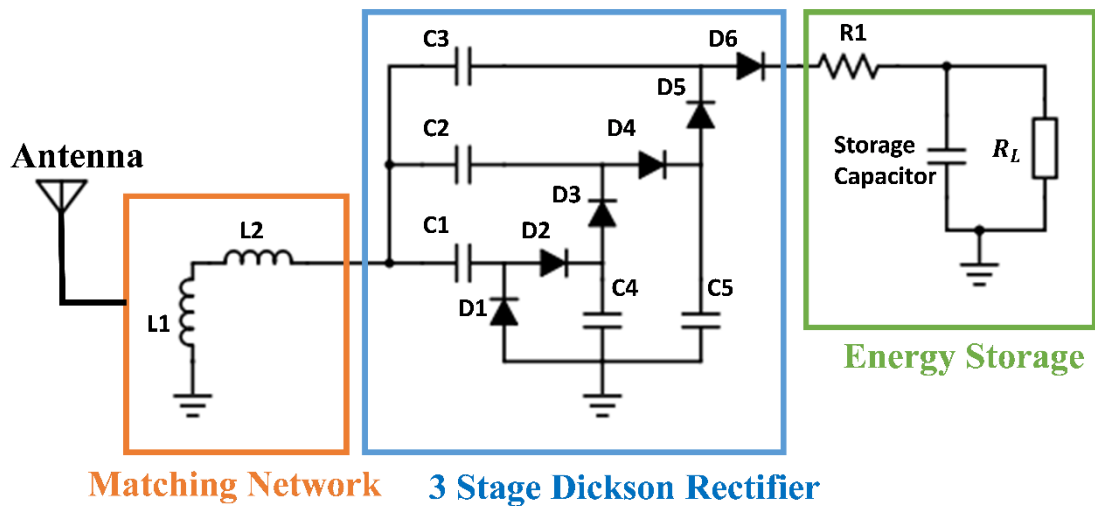 C3
D6
R1
D5
C2
D4
Antenna
Storage
Capacitor
R_L
D3
L2
C1
D2
D1
C4
C5
L1
Energy Storage
Matching Network
3 Stage Dickson Rectifier